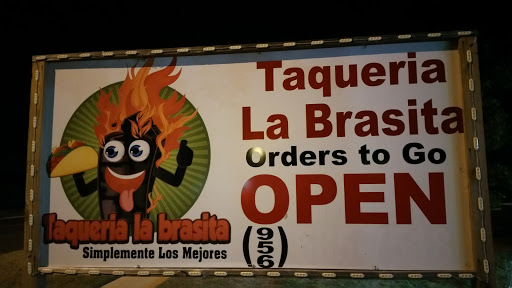 Taqueria la brasita
Simplemente Los Mejores
Taqueria
La Brasita
Orders to Go
OPEN
(956)